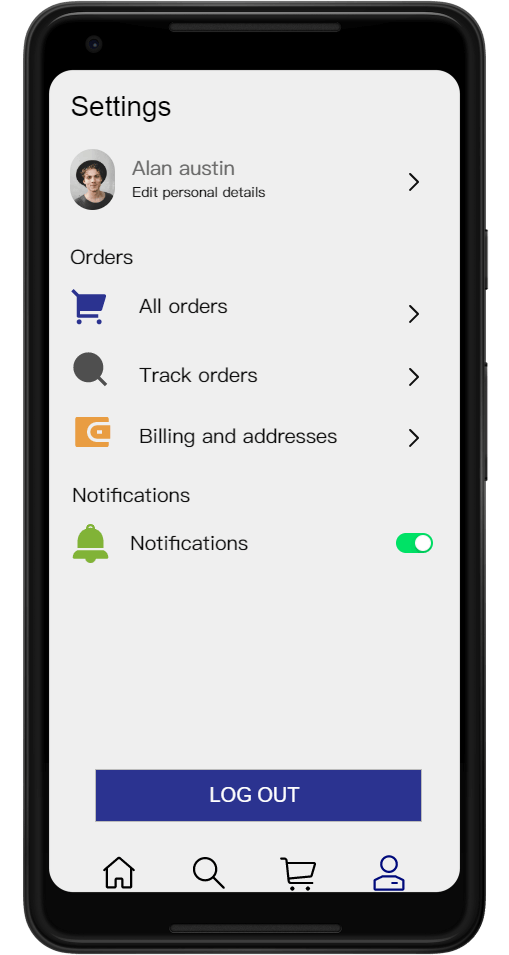 Settings
Alan austin
Edit personal details
Orders
All orders
Track orders
Billing and addresses
Notifications
Notifications
LOG OUT